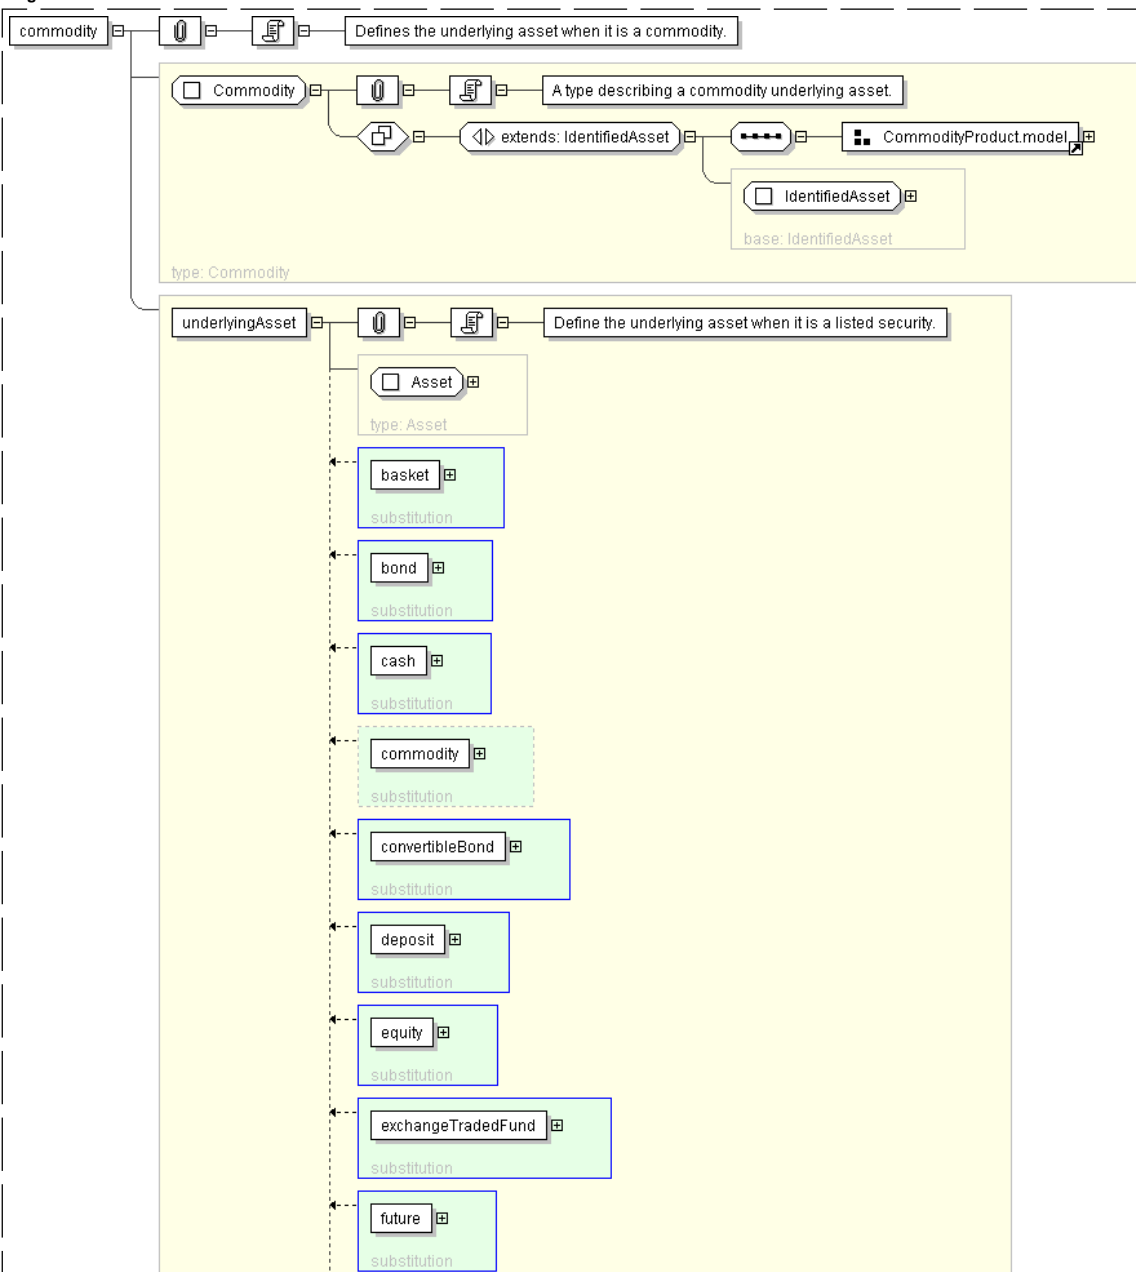 commodity
Defines the underlying asset when it is a commodity.
Commodity
A type describing a commodity underlying asset.
extends: IdentifiedAsset
CommodityProduct.model
IdentifiedAsset
base: IdentifiedAsset
type: Commodity
underlyingAsset
Define the underlying asset when it is a listed security.
Asset
type: Asset
basket
substitution
bond
substitution
cash
substitution
commodity
substitution
convertibleBond
substitution
deposit
substitution
equity
substitution
exchangeTradedFund
substitution
future
substitution